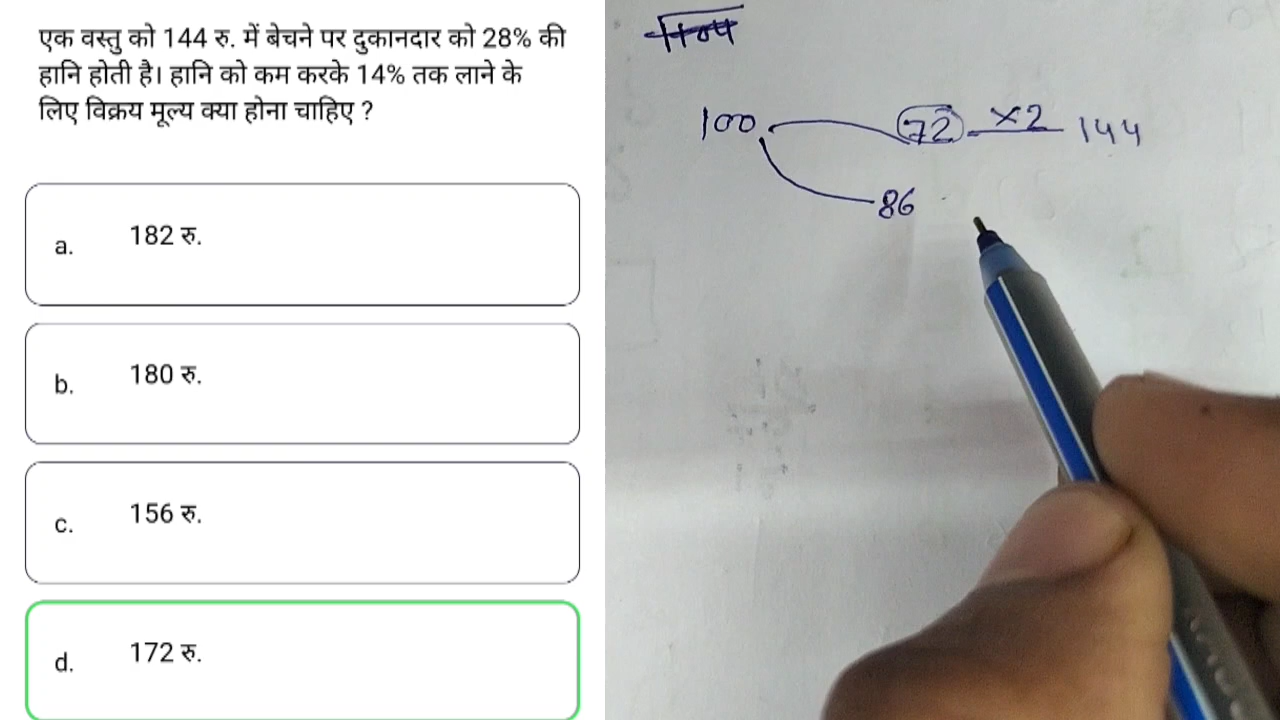 एक वस्तु को 144 रु. में बेचने पर दुकानदार को 28% की
हानि होती है। हानि को कम करके 14% तक लाने के
लिए विक्रय मूल्य क्या होना चाहिए ?
a. 182 रु.
b. 180 रु.
c. 156 रु.
d. 172 रु.
100 72 ×2 144
86